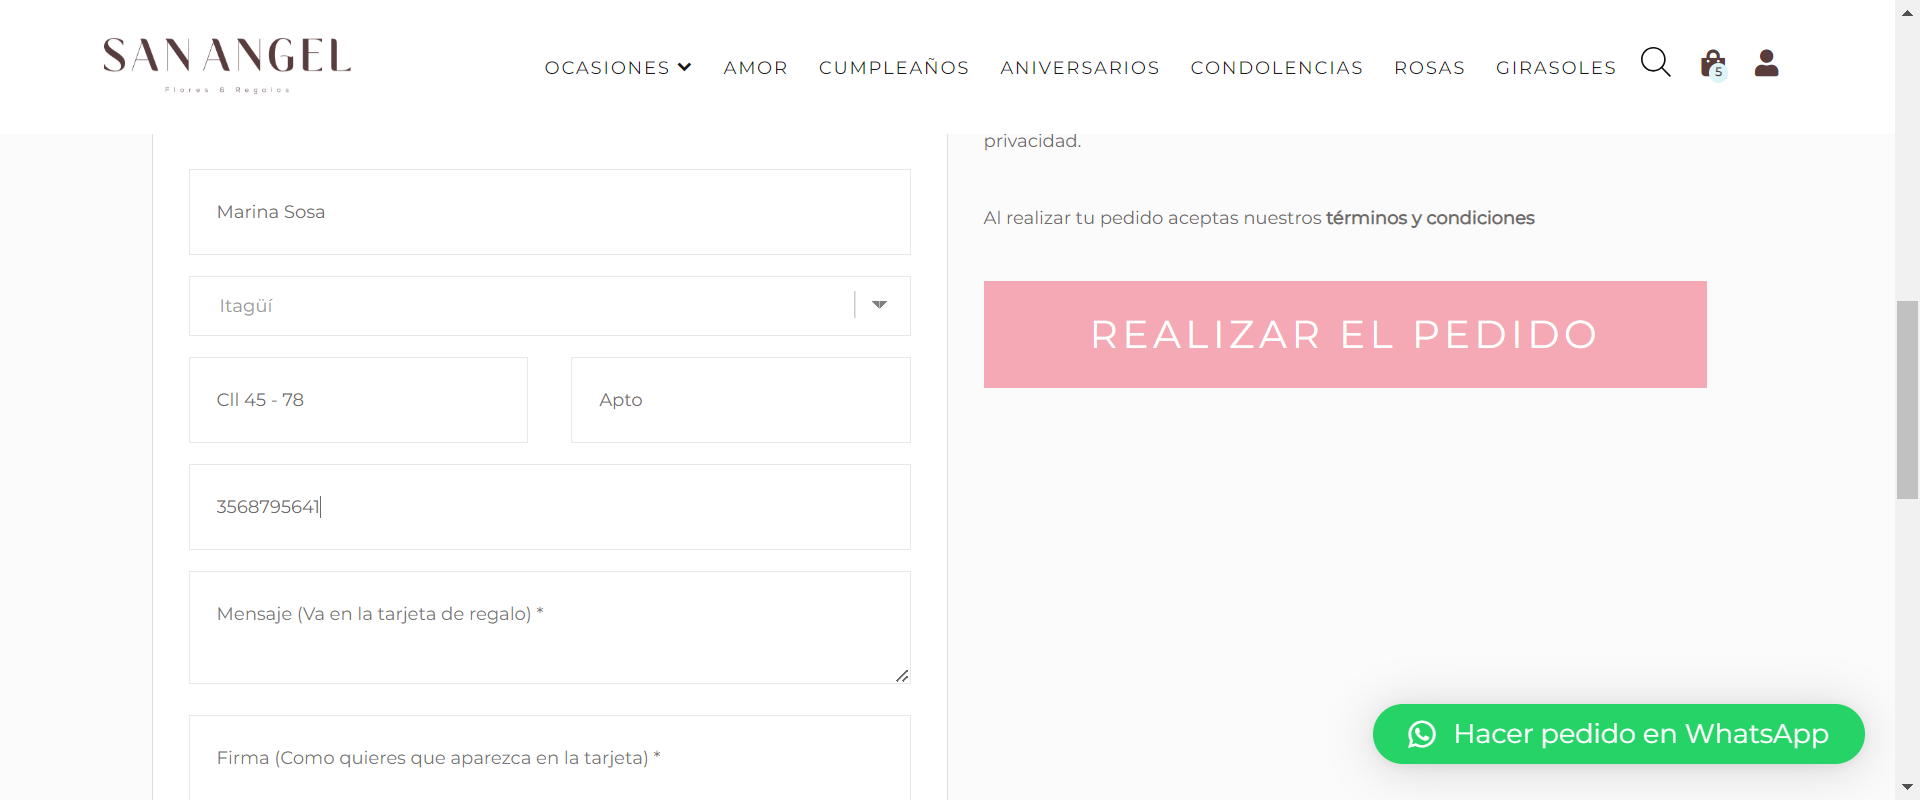 SAN ANGEL
Flores & Regalos
OCASIONES AMOR CUMPLEAÑOS ANIVERSARIOS CONDOLENCIAS ROSAS GIRASOLES
5
privacidad.
Marina Sosa
Al realizar tu pedido aceptas nuestros términos y condiciones
Itagüí
REALIZAR EL PEDIDO
Cll 45 - 78
Apto
3568795641
Mensaje (Va en la tarjeta de regalo) *
Hacer pedido en WhatsApp
Firma (Como quieres que aparezca en la tarjeta) *